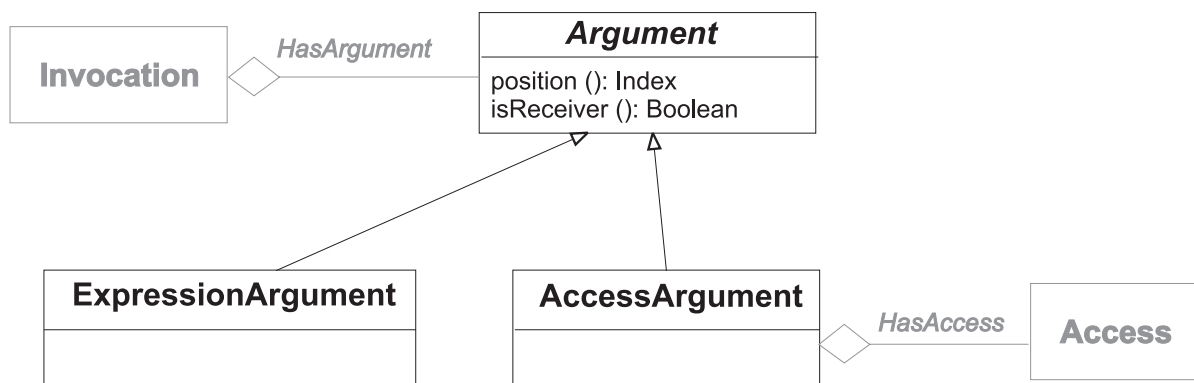 Argument
HasArgument
Invocation
position (): Index
isReceiver (): Boolean
ExpressionArgument
AccessArgument
HasAccess
Access